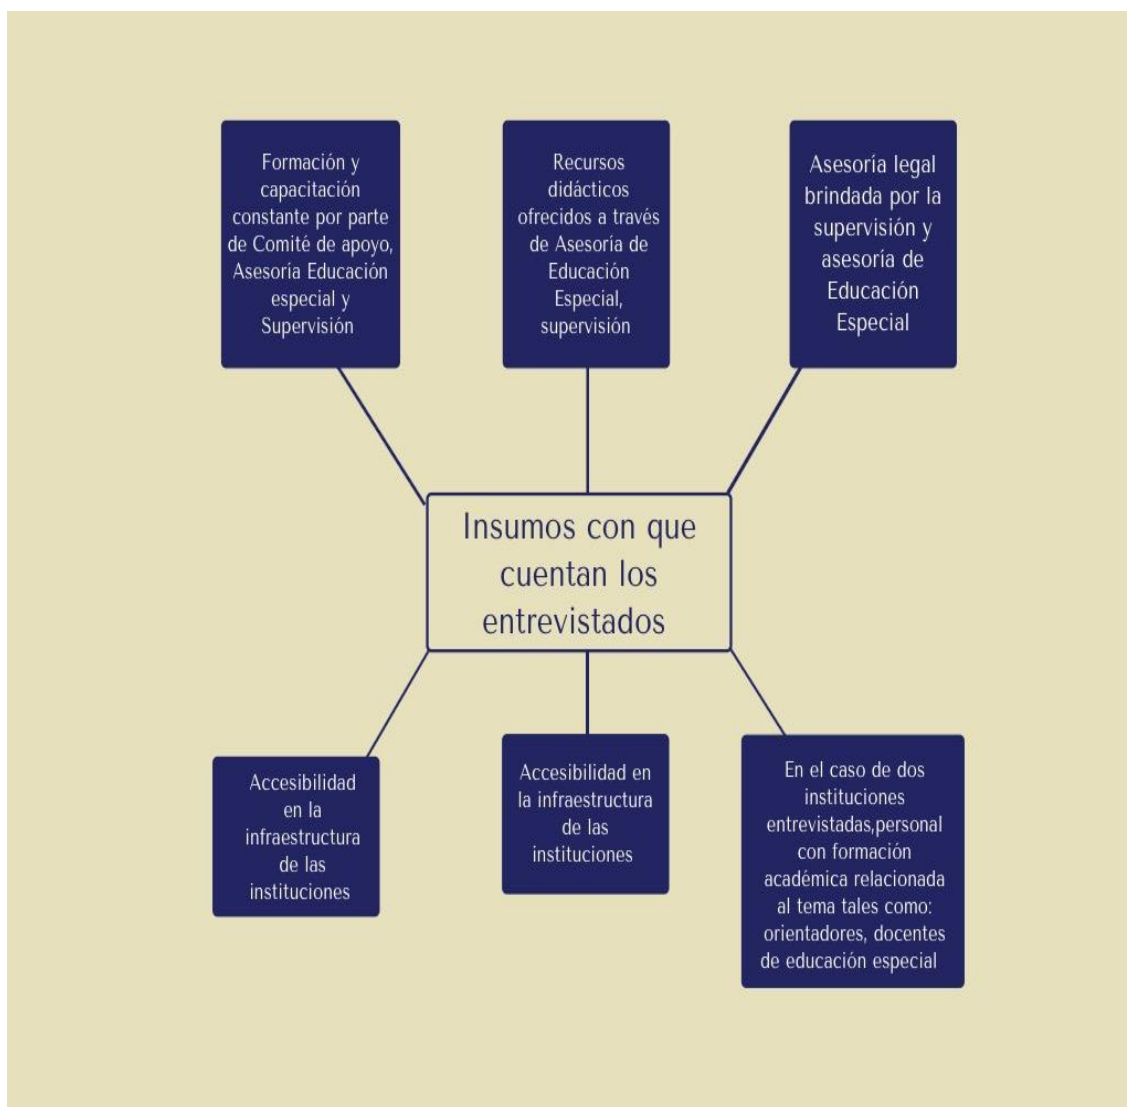 Formación y
capacitación
constante por parte
de Comité de apoyo,
Asesoría Educación
especial y
Supervisión
Recursos
didácticos
ofrecidos a través
de Asesoría de
Educación
Especial,
supervisión
Asesoría legal
brindada por la
supervisión y
asesoría de
Educación
Especial
Insumos con que
cuentan los
entrevistados
Accesibilidad
en la
infraestructura
de las
instituciones
Accesibilidad en
la infraestructura
de las
instituciones
En el caso de dos
instituciones
entrevistadas,personal
con formación
académica relacionada
al tema tales como:
orientadores, docentes
de educación especial